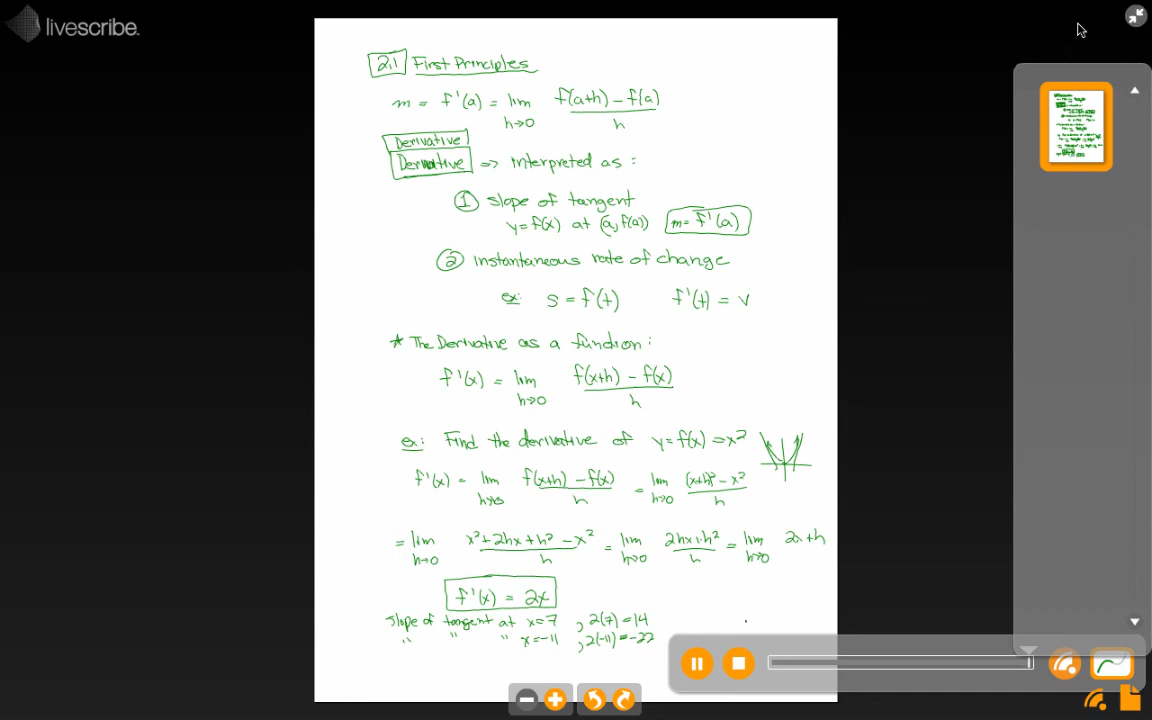 livescribe
2.1 First Principles
m = f'(a) = lim h→0 f(a+h) - f(a) / h
Derivative
Derivative => interpreted as :
① slope of tangent
y=f(x) at (a, f(a)) m = f'(a)
② instantaneous rate of change
ex: s = f(t) f'(t) = v
* The Derivative as a function:
f'(x) = lim h→0 f(x+h) - f(x) / h
ex: Find the derivative of y=f(x)=x²
f'(x) = lim h→0 f(x+h) - f(x) / h = lim h→0 (x+h)² - x² / h
= lim h→0 x²+2hx+h² - x² / h = lim h→0 2hx+h² / h = lim h→0 2x+h
f'(x) = 2x
slope of tangent at x=7 , 2(7)=14
" " " x=-11 , 2(-11)=-22